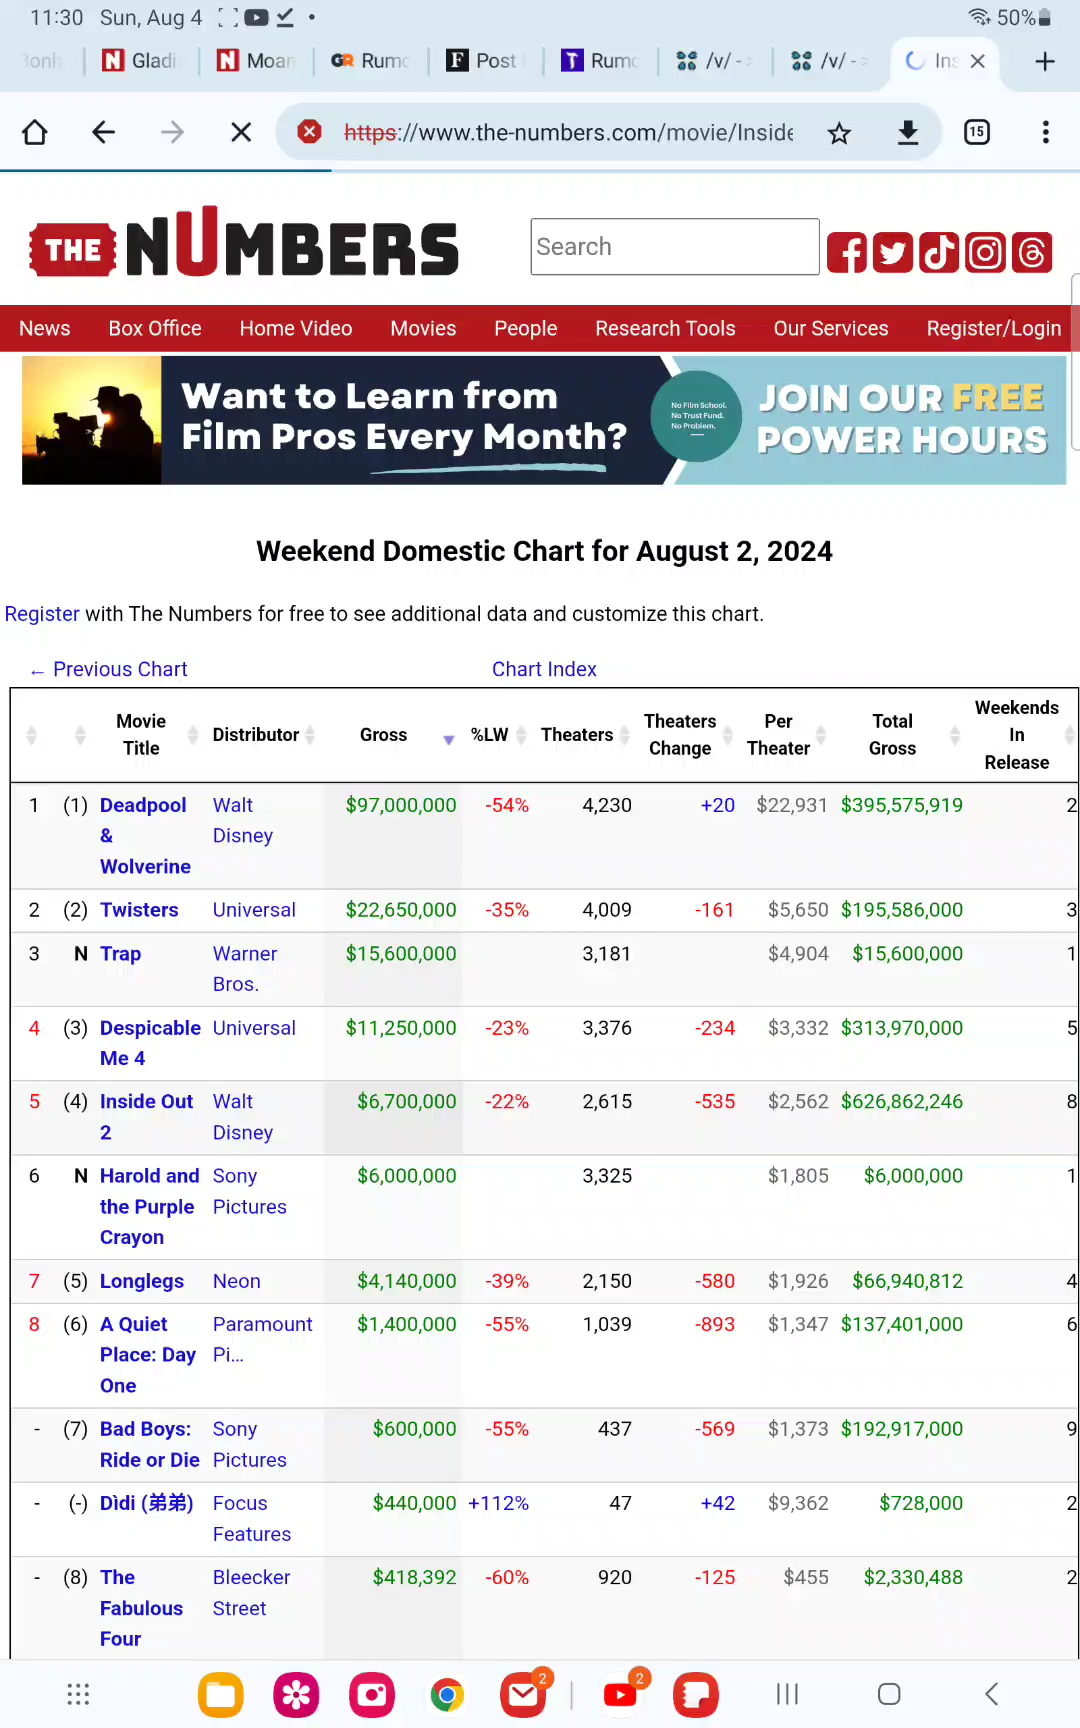 11:30 Sun, Aug 4 50%
Bonh Gladi Moan Rumo Post Rum /v/ - /v/ - Ins
https://www.the-numbers.com/movie/Inside 15
THE NUMBERS Search
News Box Office Home Video Movies People Research Tools Our Services Register/Login
Want to Learn from
Film Pros Every Month?
No Film School.
No Trust Fund.
No Problem.
JOIN OUR FREE
POWER HOURS
Weekend Domestic Chart for August 2, 2024
Register with The Numbers for free to see additional data and customize this chart.
← Previous Chart Chart Index
Movie Title Distributor Gross %LW Theaters Theaters Change Per Theater Total Gross Weekends In Release
1 (1) Deadpool Walt $97,000,000 -54% 4,230 +20 $22,931 $395,575,919 2
& Disney
Wolverine
2 (2) Twisters Universal $22,650,000 -35% 4,009 -161 $5,650 $195,586,000 3
3 N Trap Warner $15,600,000 3,181 $4,904 $15,600,000 1
Bros.
4 (3) Despicable Universal $11,250,000 -23% 3,376 -234 $3,332 $313,970,000 5
Me 4
5 (4) Inside Out Walt $6,700,000 -22% 2,615 -535 $2,562 $626,862,246 8
2 Disney
6 N Harold and Sony $6,000,000 3,325 $1,805 $6,000,000 1
the Purple Pictures
Crayon
7 (5) Longlegs Neon $4,140,000 -39% 2,150 -580 $1,926 $66,940,812 4
8 (6) A Quiet Paramount $1,400,000 -55% 1,039 -893 $1,347 $137,401,000 6
Place: Day Pi...
One
- (7) Bad Boys: Sony $600,000 -55% 437 -569 $1,373 $192,917,000 9
Ride or Die Pictures
- (-) Dìdi (弟弟) Focus $440,000 +112% 47 +42 $9,362 $728,000 2
Features
- (8) The Bleecker $418,392 -60% 920 -125 $455 $2,330,488 2
Fabulous Street
Four
2 2